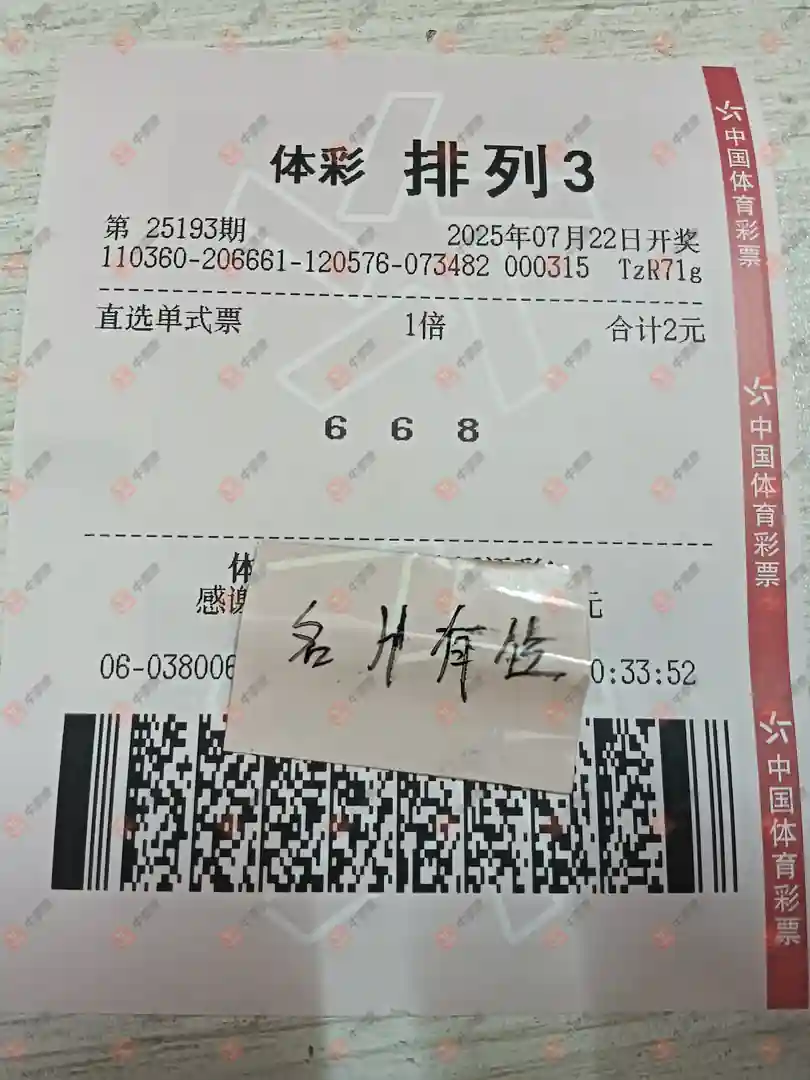 体彩 排列3
第 25193期 2025年07月22日开奖
110360-206661-120576-073482 000315 TzR71g
直选单式票 1倍 合计2元
6 6 8
体
感谢 元
名片有售
06-038006 0:33:52
中国体育彩票
中国体育彩票
中国体育彩票